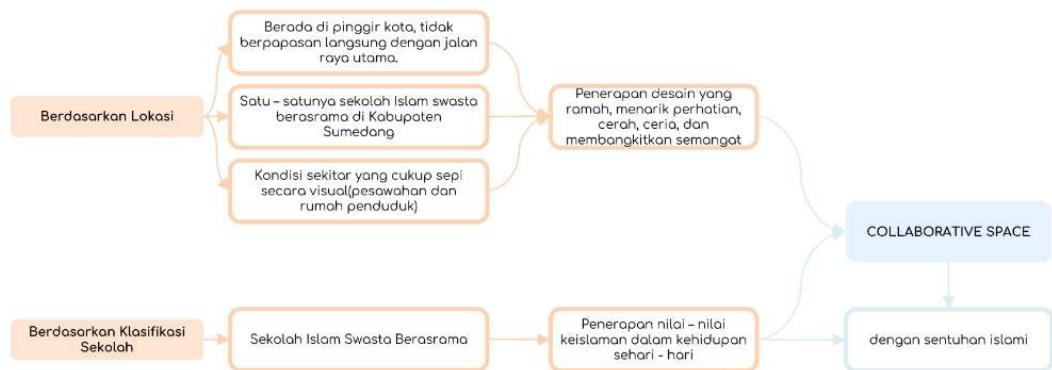 Berada di pinggir kota, tidak
berpapasan langsung dengan jalan
raya utama.
Berdasarkan Lokasi
Satu – satunya sekolah Islam swasta
berasrama di Kabupaten
Sumedang
Kondisi sekitar yang cukup sepi
secara visual(pesawahan dan
rumah penduduk)
Penerapan desain yang
ramah, menarik perhatian,
cerah, ceria, dan
membangkitkan semangat
COLLABORATIVE SPACE
Berdasarkan Klasifikasi
Sekolah
Sekolah Islam Swasta Berasrama
Penerapan nilai – nilai
keislaman dalam kehidupan
sehari - hari
dengan sentuhan islami